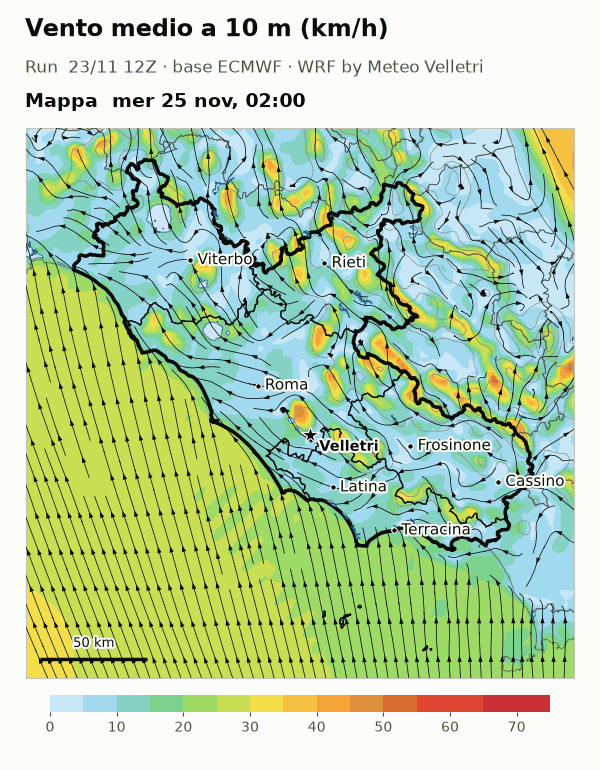 Vento medio a 10 m (km/h)
Run  23/11 12Z · base ECMWF · WRF by Meteo Velletri
Mappa  mer 25 nov, 02:00
Viterbo
Rieti
Roma
Velletri
Frosinone
Cassino
Latina
Terracina
50 km
0 10 20 30 40 50 60 70